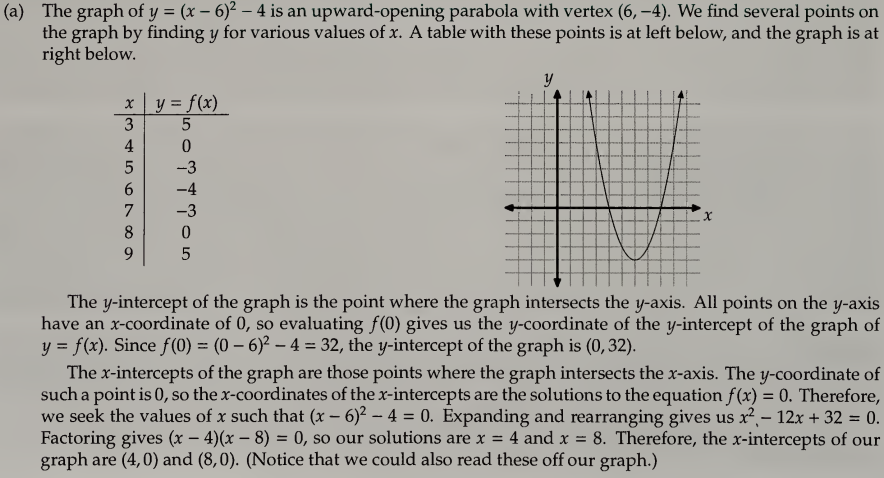 (a) The graph of y = (x − 6)² − 4 is an upward-opening parabola with vertex (6, −4). We find several points on
the graph by finding y for various values of x. A table with these points is at left below, and the graph is at
right below.
x y = f(x)
3 5
4 0
5 −3
6 −4
7 −3
8 0
9 5
y
x
The y-intercept of the graph is the point where the graph intersects the y-axis. All points on the y-axis
have an x-coordinate of 0, so evaluating f(0) gives us the y-coordinate of the y-intercept of the graph of
y = f(x). Since f(0) = (0 − 6)² − 4 = 32, the y-intercept of the graph is (0, 32).
The x-intercepts of the graph are those points where the graph intersects the x-axis. The y-coordinate of
such a point is 0, so the x-coordinates of the x-intercepts are the solutions to the equation f(x) = 0. Therefore,
we seek the values of x such that (x − 6)² − 4 = 0. Expanding and rearranging gives us x² − 12x + 32 = 0.
Factoring gives (x − 4)(x − 8) = 0, so our solutions are x = 4 and x = 8. Therefore, the x-intercepts of our
graph are (4, 0) and (8, 0). (Notice that we could also read these off our graph.)